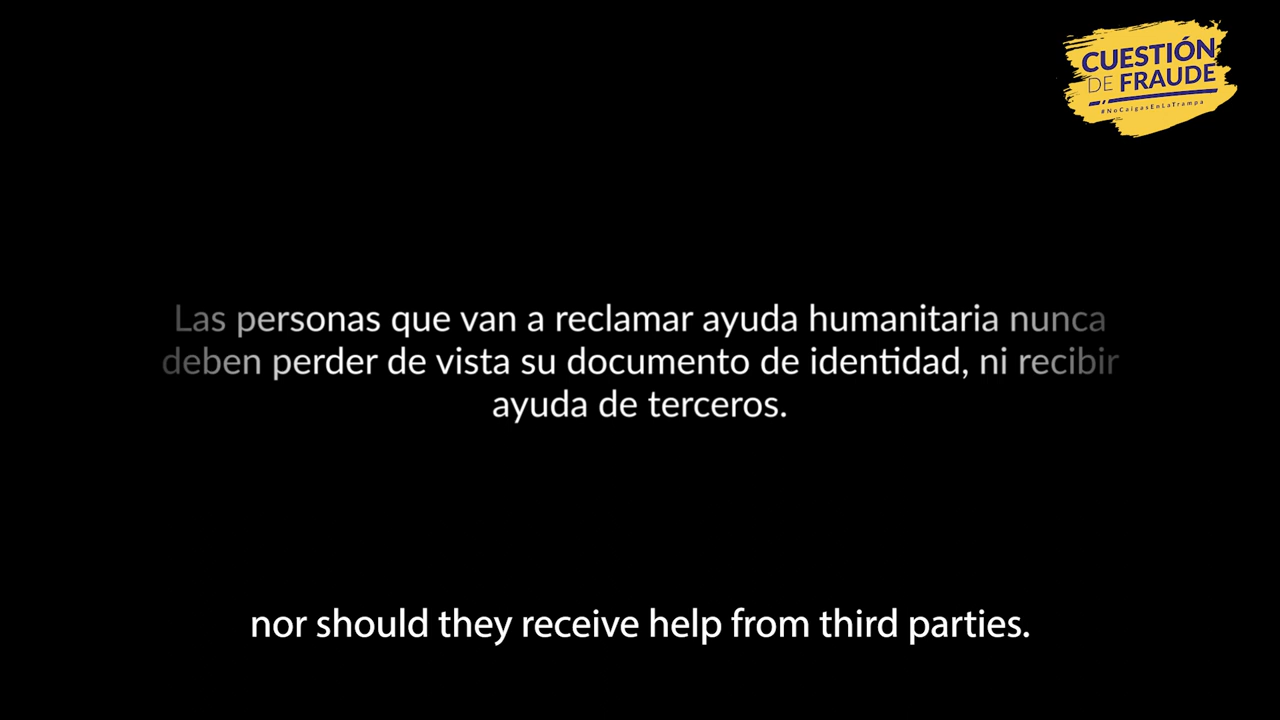 CUESTIÓN
DE FRAUDE
#NoCaigasEnLaTrampa
Las personas que van a reclamar ayuda humanitaria nunca
deben perder de vista su documento de identidad, ni recibir
ayuda de terceros.
nor should they receive help from third parties.